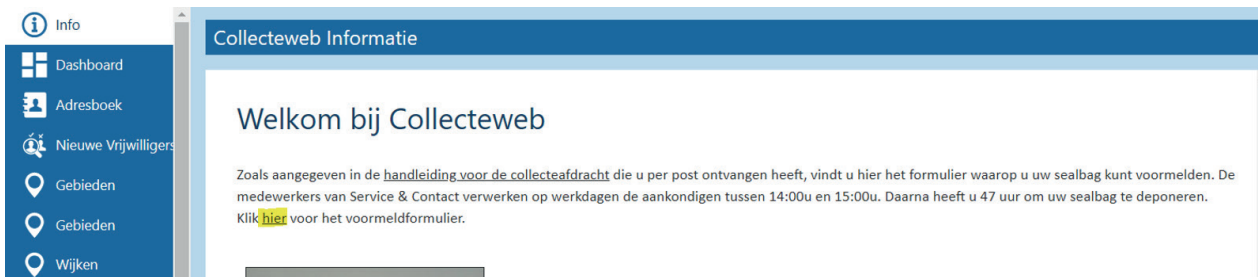 Info
Dashboard
Adresboek
Nieuwe Vrijwilligers
Gebieden
Gebieden
Wijken
Collecteweb Informatie
Welkom bij Collecteweb
Zoals aangegeven in de handleiding voor de collecteafdracht die u per post ontvangen heeft, vindt u hier het formulier waarop u uw sealbag kunt voormelden. De
medewerkers van Service & Contact verwerken op werkdagen de aankondigen tussen 14:00u en 15:00u. Daarna heeft u 47 uur om uw sealbag te deponeren.
Klik hier voor het voormeldformulier.